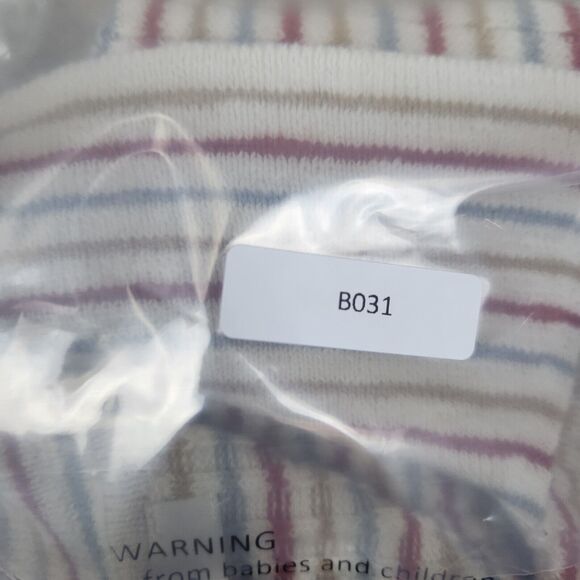 B031
WARNING
from babies and children